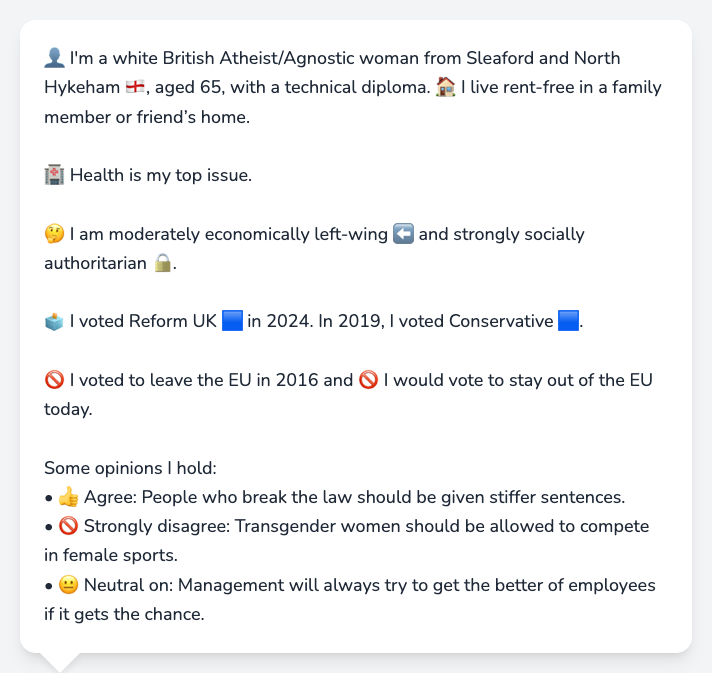 👤 I'm a white British Atheist/Agnostic woman from Sleaford and North
Hykeham 🏴󠁧󠁢󠁥󠁮󠁧󠁿, aged 65, with a technical diploma. 🏠 I live rent-free in a family
member or friend’s home.
🏥 Health is my top issue.
🤔 I am moderately economically left-wing ⬅️ and strongly socially
authoritarian 🔒.
🗳️ I voted Reform UK 🟦 in 2024. In 2019, I voted Conservative 🟦.
🚫 I voted to leave the EU in 2016 and 🚫 I would vote to stay out of the EU
today.
Some opinions I hold:
• 👍 Agree: People who break the law should be given stiffer sentences.
• 🚫 Strongly disagree: Transgender women should be allowed to compete
in female sports.
• 😐 Neutral on: Management will always try to get the better of employees
if it gets the chance.